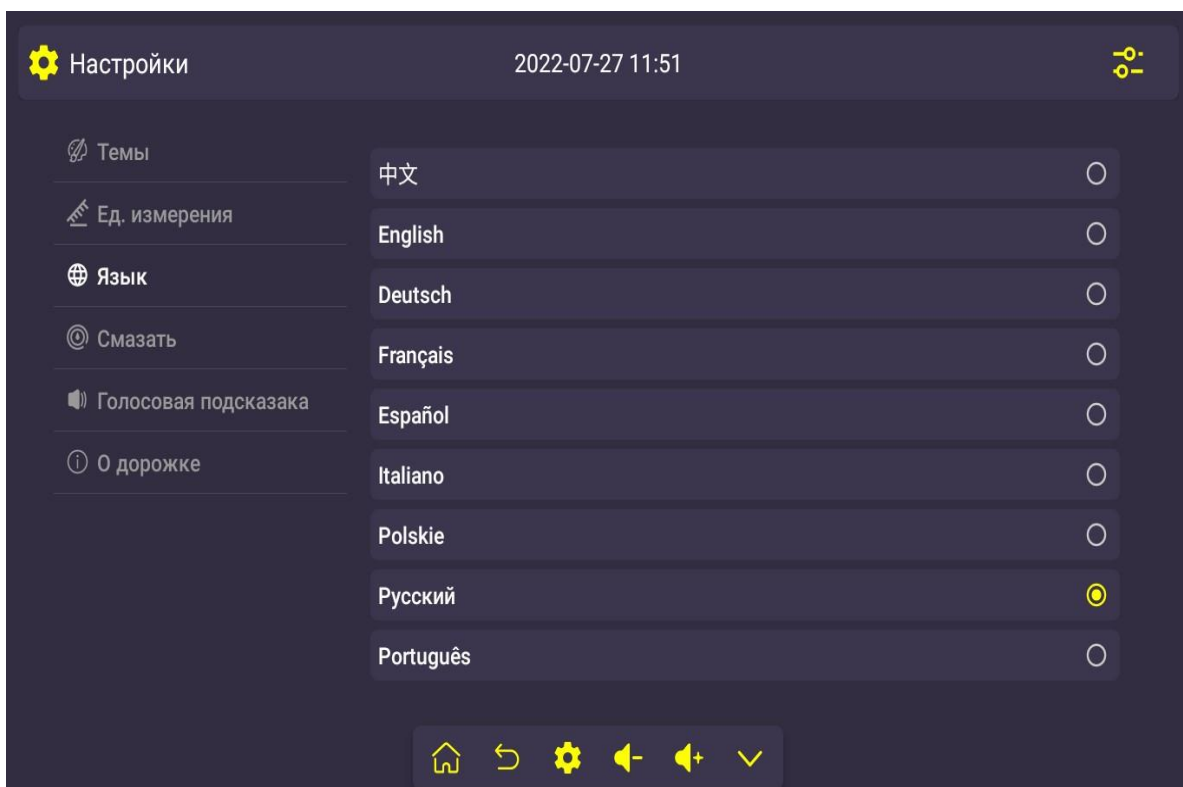 Настройки
2022-07-27 11:51
Темы
Ед. измерения
Язык
Смазать
Голосовая подсказака
О дорожке
中文
English
Deutsch
Français
Español
Italiano
Polskie
Русский
Português